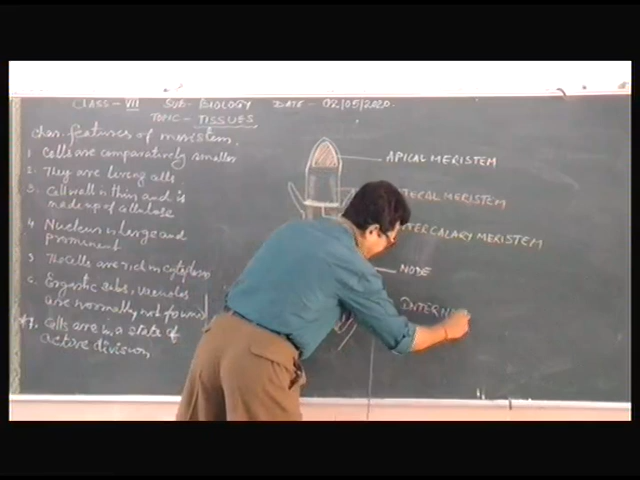 CLASS - VII SUB - BIOLOGY DATE - 02/05/2020.
TOPIC - TISSUES
Char. features of meristem.
1. Cells are comparatively smaller
2. They are living cells
3. Cell wall is thin and is
made up of cellulose
4. Nucleus is large and
prominent
5. The cells are rich in cytoplasm
6. Ergastic subs, vacuoles
are normally not found
*7. Cells are in a state of
active division
APICAL MERISTEM
TERAL MERISTEM
TERCALARY MERISTEM
NODE
INTERN